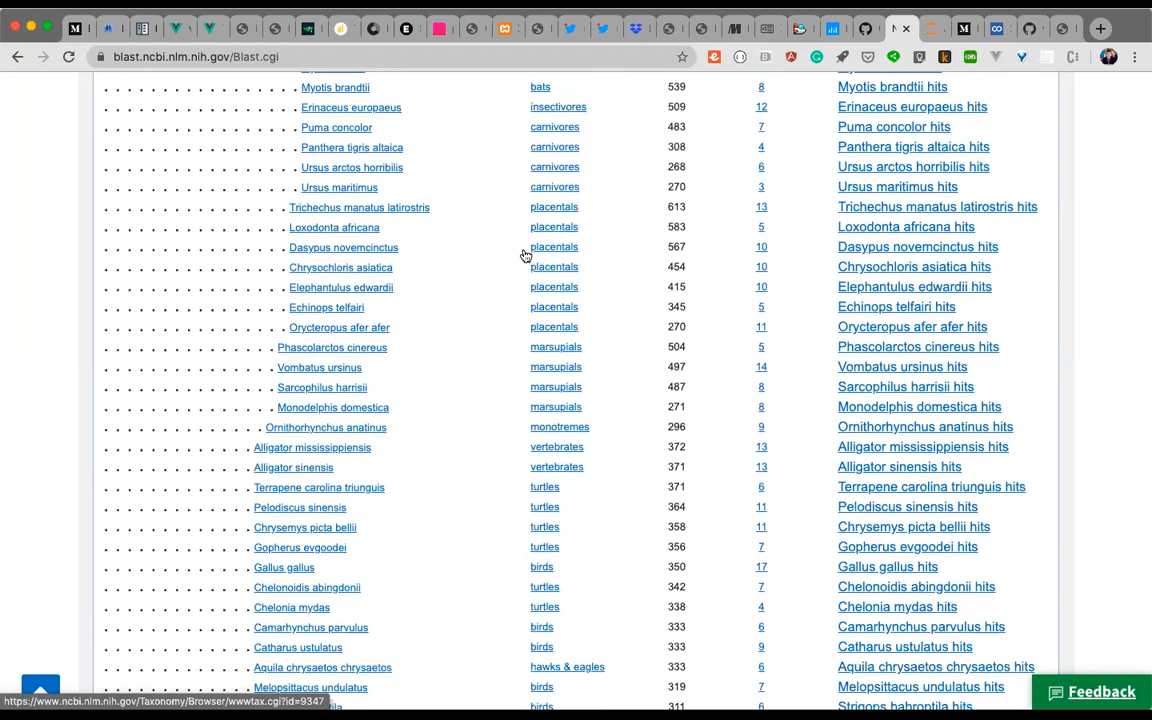 blast.ncbi.nlm.nih.gov/Blast.cgi
Myotis brandtii bats 539 8 Myotis brandtii hits
Erinaceus europaeus insectivores 509 12 Erinaceus europaeus hits
Puma concolor carnivores 483 7 Puma concolor hits
Panthera tigris altaica carnivores 308 4 Panthera tigris altaica hits
Ursus arctos horribilis carnivores 268 6 Ursus arctos horribilis hits
Ursus maritimus carnivores 270 3 Ursus maritimus hits
Trichechus manatus latirostris placentals 613 13 Trichechus manatus latirostris hits
Loxodonta africana placentals 583 5 Loxodonta africana hits
Dasypus novemcinctus placentals 567 10 Dasypus novemcinctus hits
Chrysochloris asiatica placentals 454 10 Chrysochloris asiatica hits
Elephantulus edwardii placentals 415 10 Elephantulus edwardii hits
Echinops telfairi placentals 345 5 Echinops telfairi hits
Orycteropus afer afer placentals 270 11 Orycteropus afer afer hits
Phascolarctos cinereus marsupials 504 5 Phascolarctos cinereus hits
Vombatus ursinus marsupials 497 14 Vombatus ursinus hits
Sarcophilus harrisii marsupials 487 8 Sarcophilus harrisii hits
Monodelphis domestica marsupials 271 8 Monodelphis domestica hits
Ornithorhynchus anatinus monotremes 296 9 Ornithorhynchus anatinus hits
Alligator mississippiensis vertebrates 372 13 Alligator mississippiensis hits
Alligator sinensis vertebrates 371 13 Alligator sinensis hits
Terrapene carolina triunguis turtles 371 6 Terrapene carolina triunguis hits
Pelodiscus sinensis turtles 364 11 Pelodiscus sinensis hits
Chrysemys picta bellii turtles 358 11 Chrysemys picta bellii hits
Gopherus evgoodei turtles 356 7 Gopherus evgoodei hits
Gallus gallus birds 350 17 Gallus gallus hits
Chelonoidis abingdonii turtles 342 7 Chelonoidis abingdonii hits
Chelonia mydas turtles 338 4 Chelonia mydas hits
Camarhynchus parvulus birds 333 6 Camarhynchus parvulus hits
Catharus ustulatus birds 333 9 Catharus ustulatus hits
Aquila chrysaetos chrysaetos hawks & eagles 333 6 Aquila chrysaetos chrysaetos hits
Melopsittacus undulatus birds 319 7 Melopsittacus undulatus hits
birds 311 6 Strigops habroptila hits
https://www.ncbi.nlm.nih.gov/Taxonomy/Browser/wwwtax.cgi?id=9347
Feedback